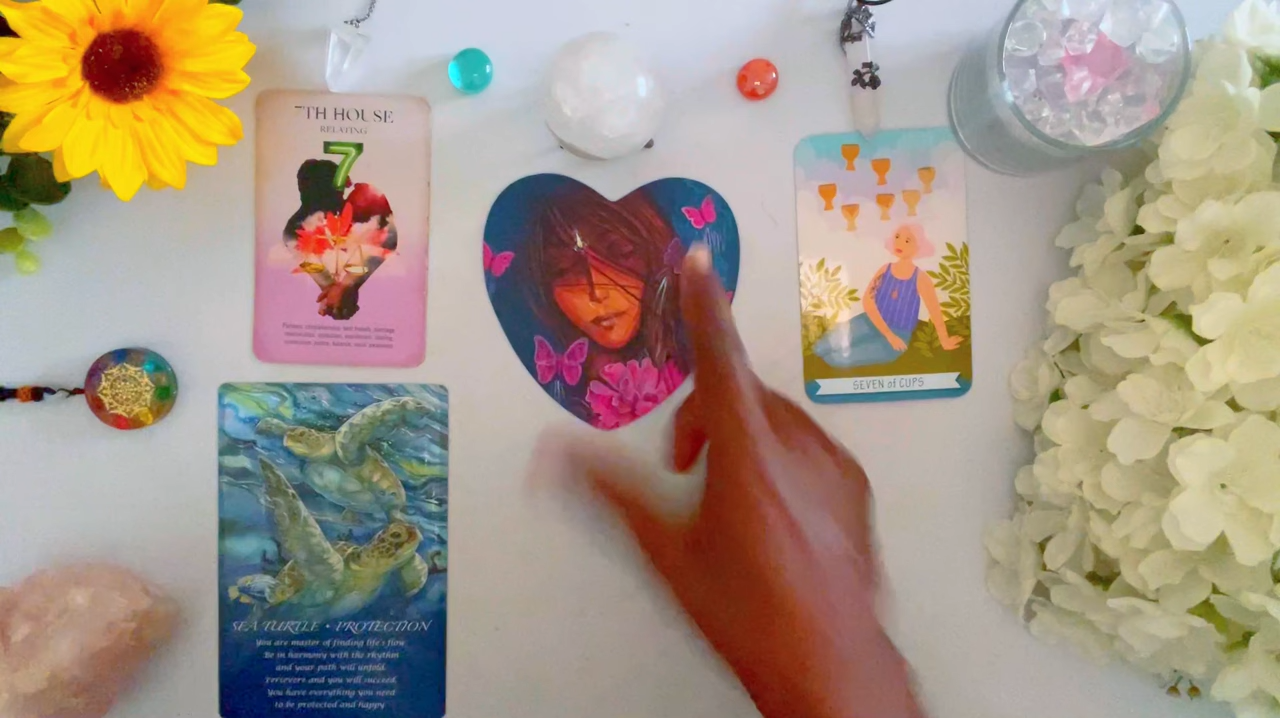 7TH HOUSE
RELATING
7
SEVEN of CUPS
SEA TURTLE • PROTECTION
You are master of finding life's flow
Be in harmony with the rhythm
and your path will unfold.
Persevere and you will succeed.
You have everything you need
to be protected and happy